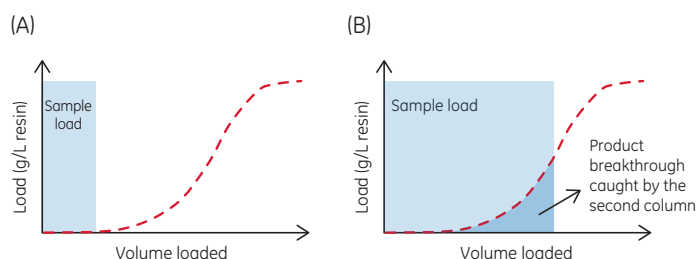 (A)
Load (g/L resin)
Sample
load
Volume loaded
(B)
Load (g/L resin)
Sample load
Product
breakthrough
caught by the
second column
Volume loaded